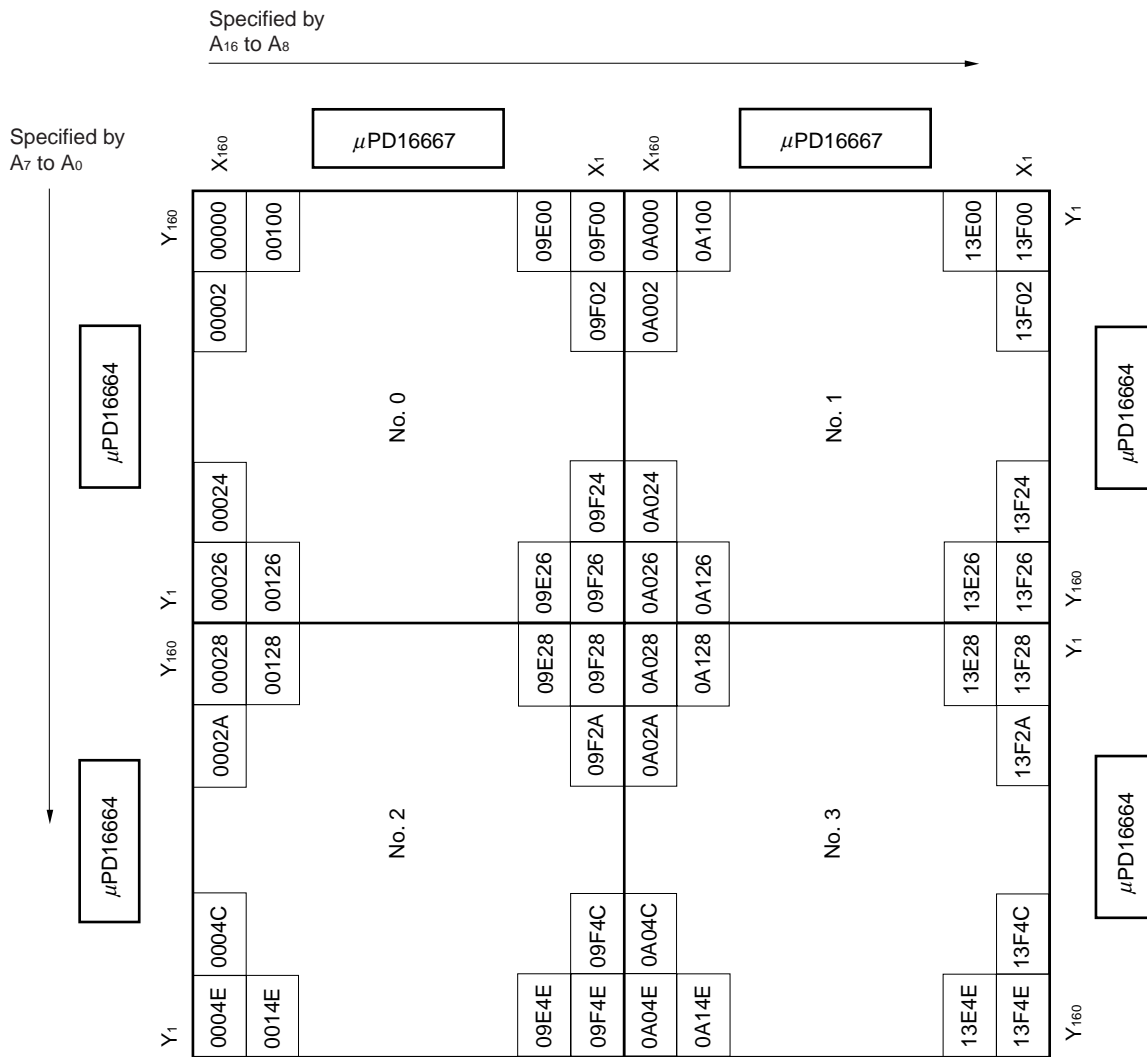 Specified by
A16 to A8
Specified by
A7 to A0
μPD16667
μPD16667
X160
X1
X160
X1
Y160
00000
00100
09E00
09F00
0A000
0A100
13E00
13F00
Y1
00002
09F02
0A002
13F02
μPD16664
No. 0
No. 1
μPD16664
00024
09F24
0A024
13F24
Y1
00026
00126
09E26
09F26
0A026
0A126
13E26
13F26
Y160
Y160
00028
00128
09E28
09F28
0A028
0A128
13E28
13F28
Y1
0002A
09F2A
0A02A
13F2A
μPD16664
No. 2
No. 3
μPD16664
0004C
09F4C
0A04C
13F4C
Y1
0004E
0014E
09E4E
09F4E
0A04E
0A14E
13E4E
13F4E
Y160